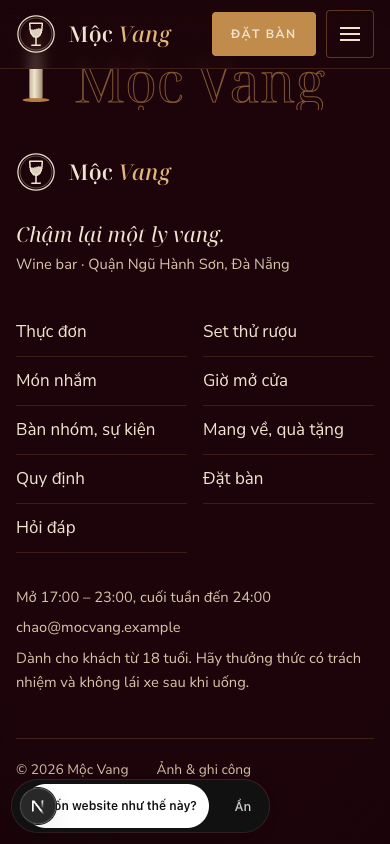 Mộc Vang
ĐẶT BÀN
Mộc Vang
Mộc Vang
Chậm lại một ly vang.
Wine bar · Quận Ngũ Hành Sơn, Đà Nẵng
Thực đơn
Set thử rượu
Món nhắm
Giờ mở cửa
Bàn nhóm, sự kiện
Mang về, quà tặng
Quy định
Đặt bàn
Hỏi đáp
Mở 17:00 – 23:00, cuối tuần đến 24:00
chao@mocvang.example
Dành cho khách từ 18 tuổi. Hãy thưởng thức có trách
nhiệm và không lái xe sau khi uống.
© 2026 Mộc Vang
Ảnh & ghi công
N
website như thế này?
Ẩn